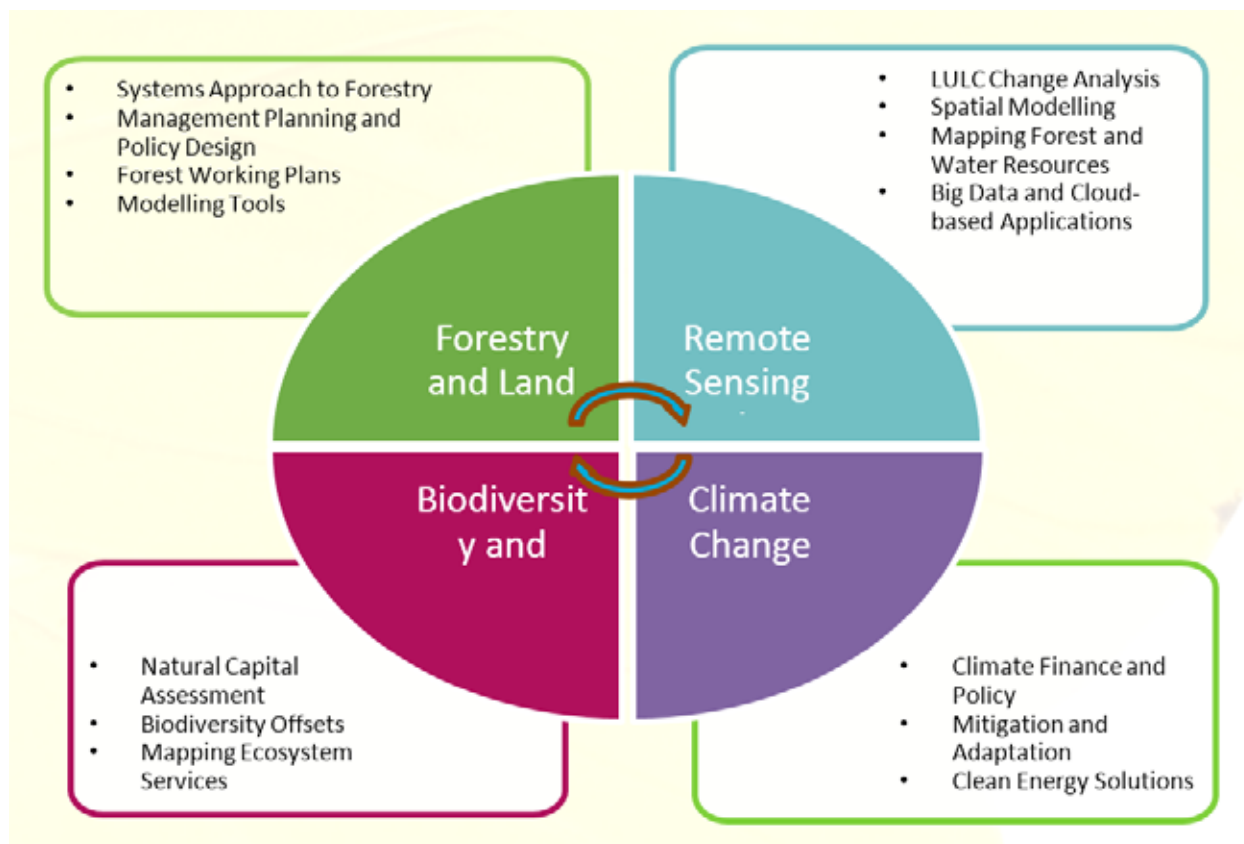 • Systems Approach to Forestry
• Management Planning and
Policy Design
• Forest Working Plans
• Modelling Tools
• LULC Change Analysis
• Spatial Modelling
• Mapping Forest and
Water Resources
• Big Data and Cloud-
based Applications
Forestry
and Land
Remote
Sensing
Biodiversit
y and
Climate
Change
• Natural Capital
Assessment
• Biodiversity Offsets
• Mapping Ecosystem
Services
• Climate Finance and
Policy
• Mitigation and
Adaptation
• Clean Energy Solutions